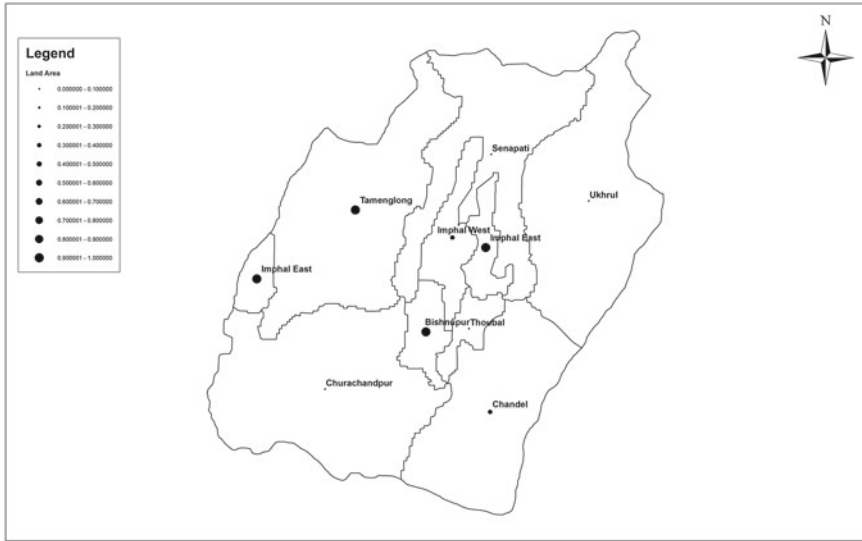 N
Legend
Land Area
0.000000 - 0.100000
0.100001 - 0.200000
0.200001 - 0.300000
0.300001 - 0.400000
0.400001 - 0.500000
0.500001 - 0.600000
0.600001 - 0.700000
0.700001 - 0.800000
0.800001 - 0.900000
0.900001 - 1.000000
Senapati
Ukhrul
Tamenglong
Imphal West
Imphal East
Imphal East
Bishnupur
Thoubal
Churachandpur
Chandel